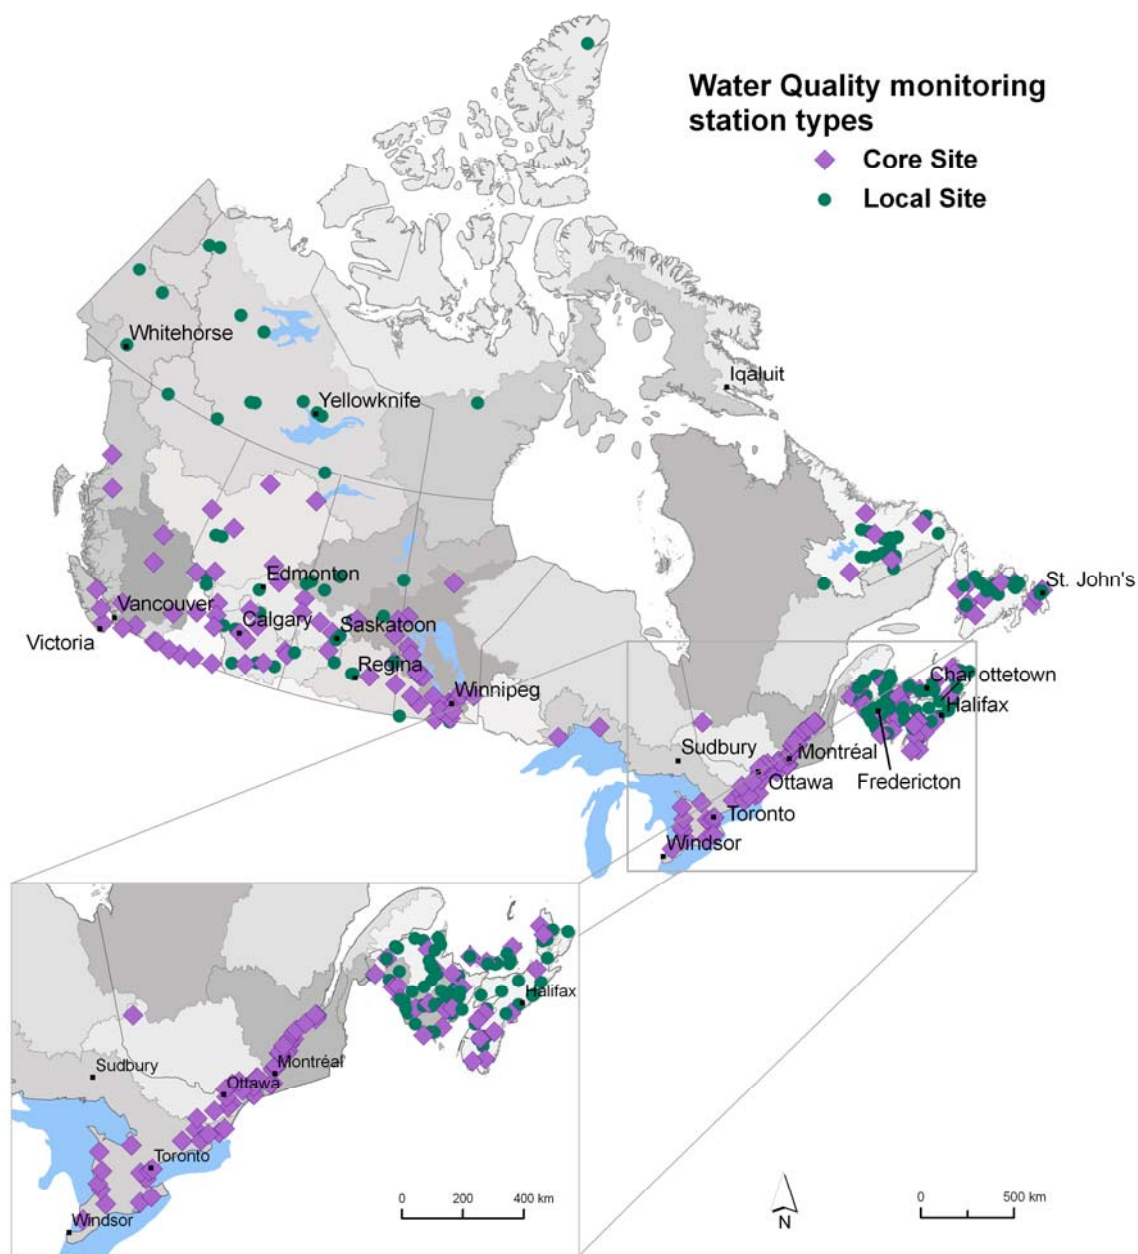 Water Quality monitoring
station types
Core Site
Local Site
Whitehorse
Iqaluit
Yellowknife
Edmonton
St. John's
Vancouver
Calgary
Saskatoon
Victoria
Regina
Winnipeg
Char ottetown
Halifax
Sudbury
Montréal
Ottawa
Fredericton
Toronto
Windsor
Halifax
Sudbury
Montréal
Ottawa
Toronto
Windsor
0 200 400 km
N
0 500 km